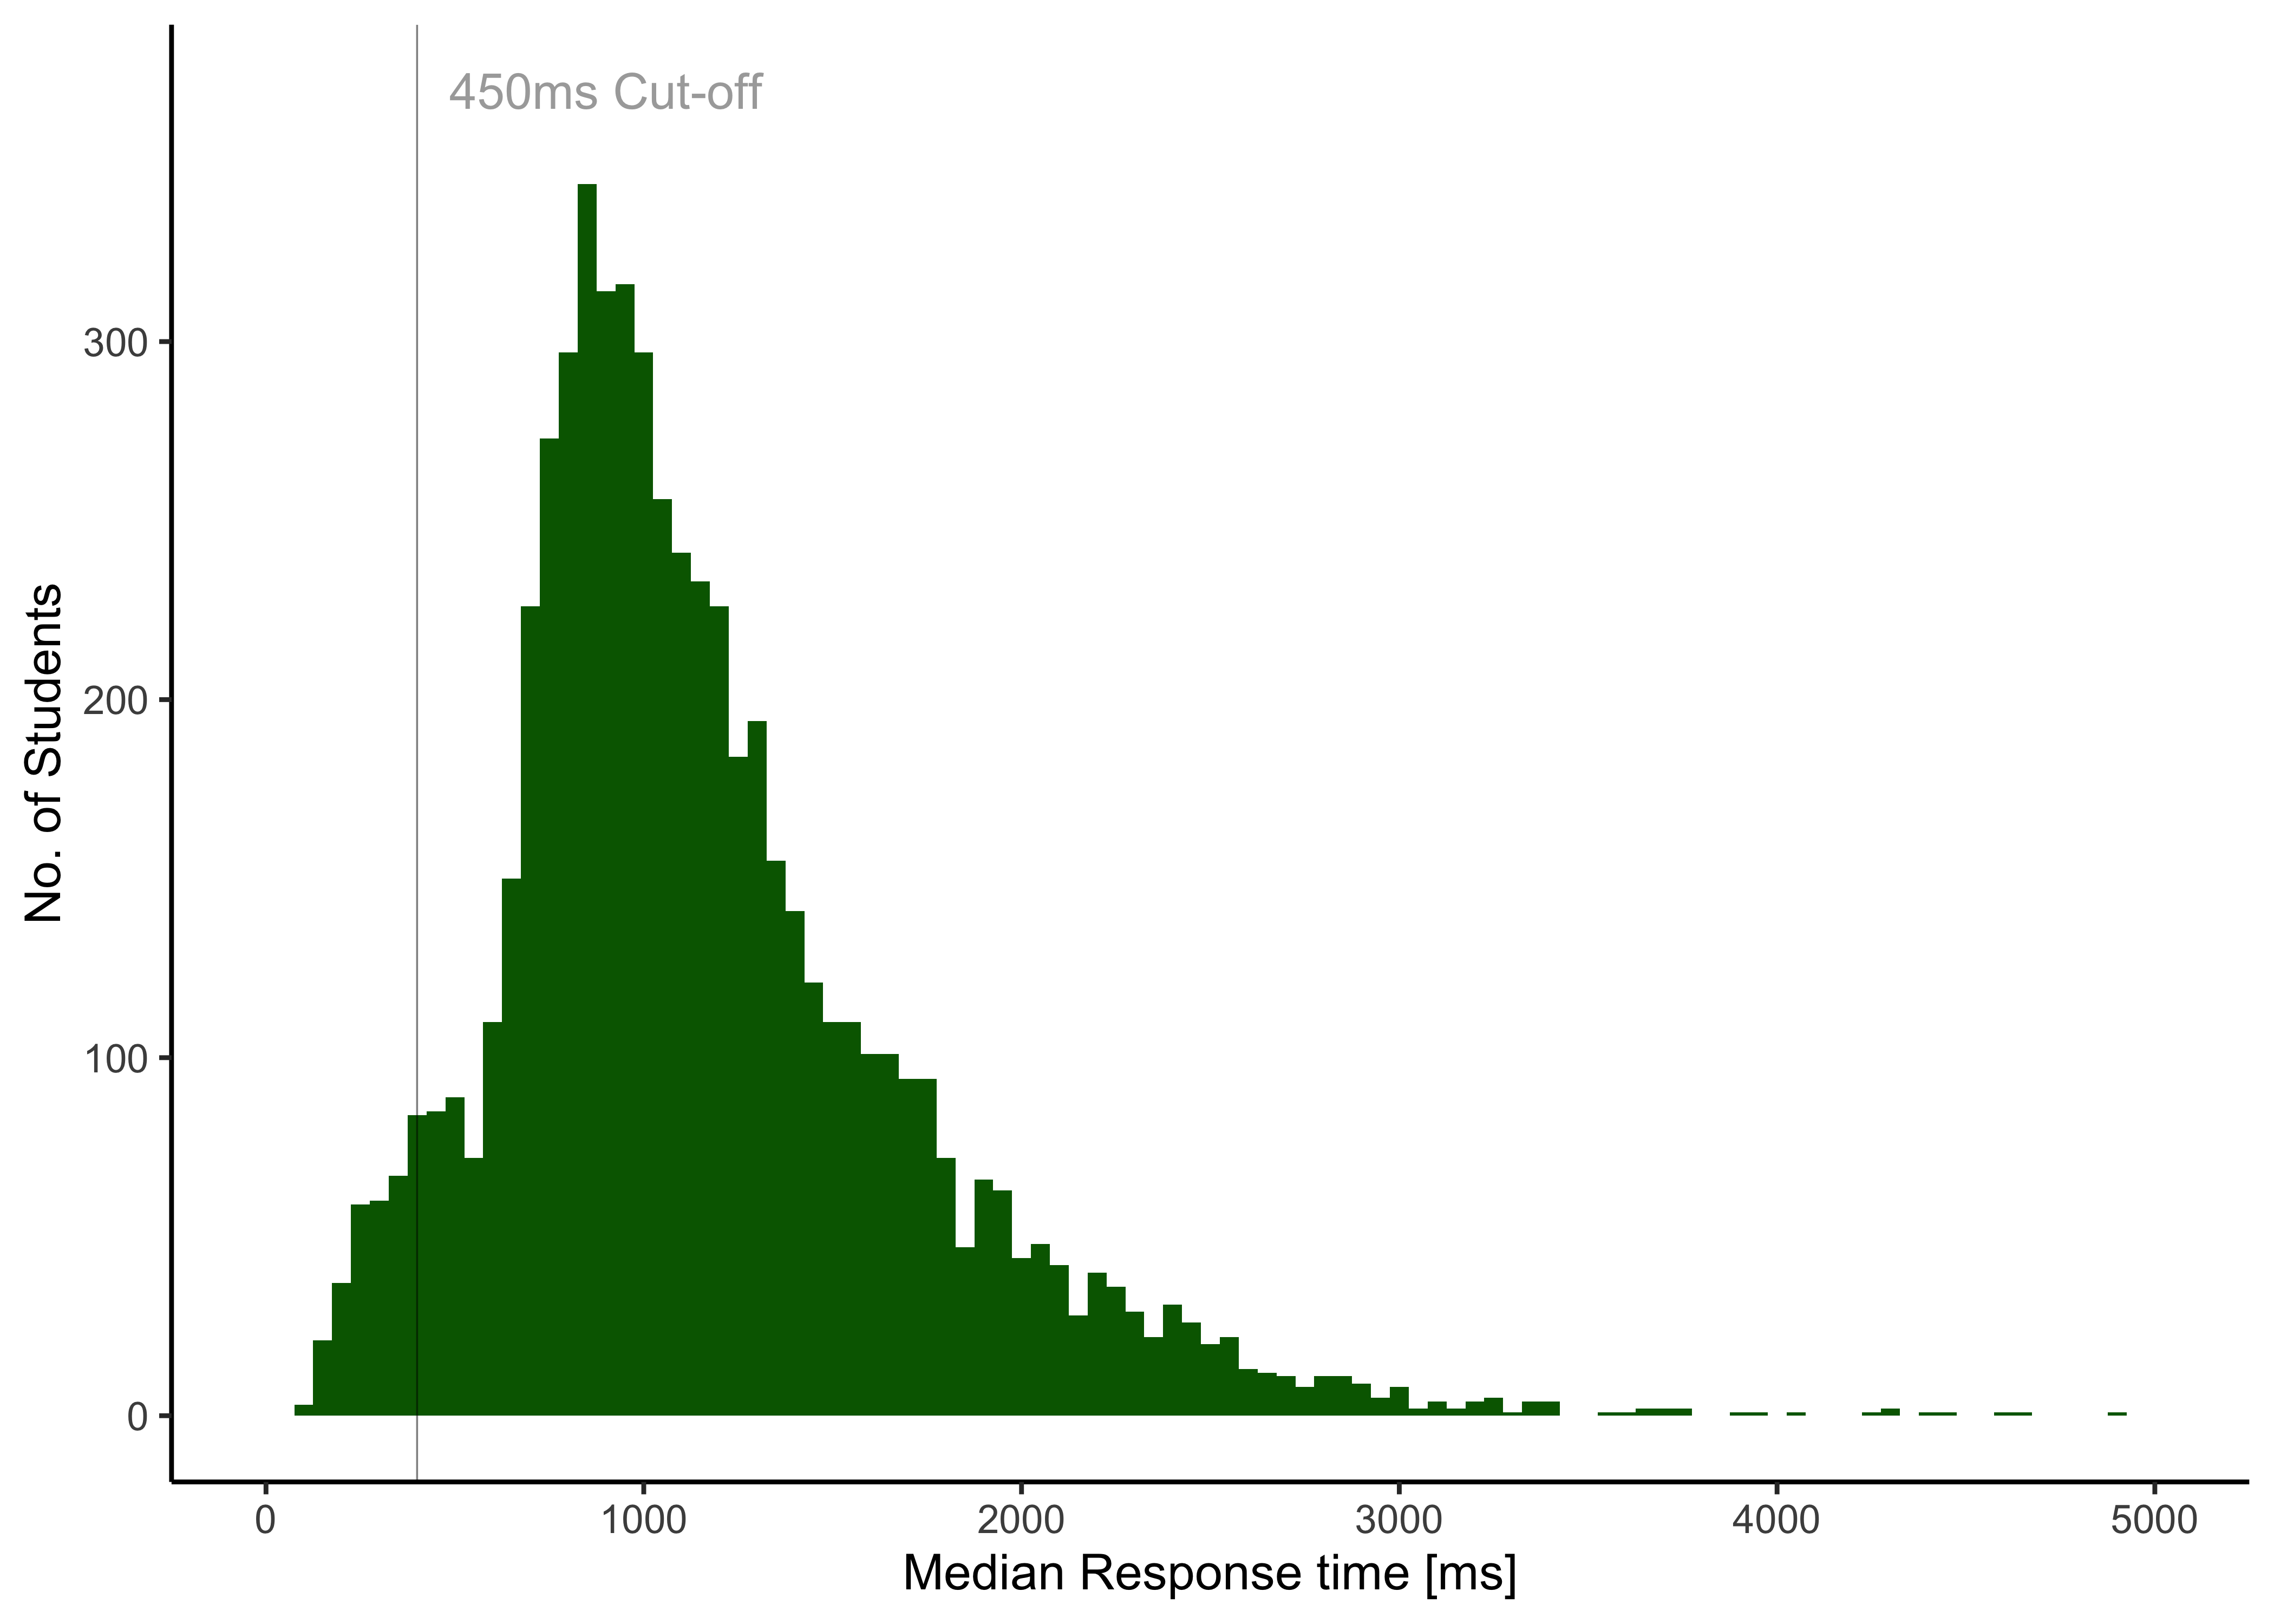 450ms Cut-off
300
200
100
0
No. of Students
0 1000 2000 3000 4000 5000
Median Response time [ms]